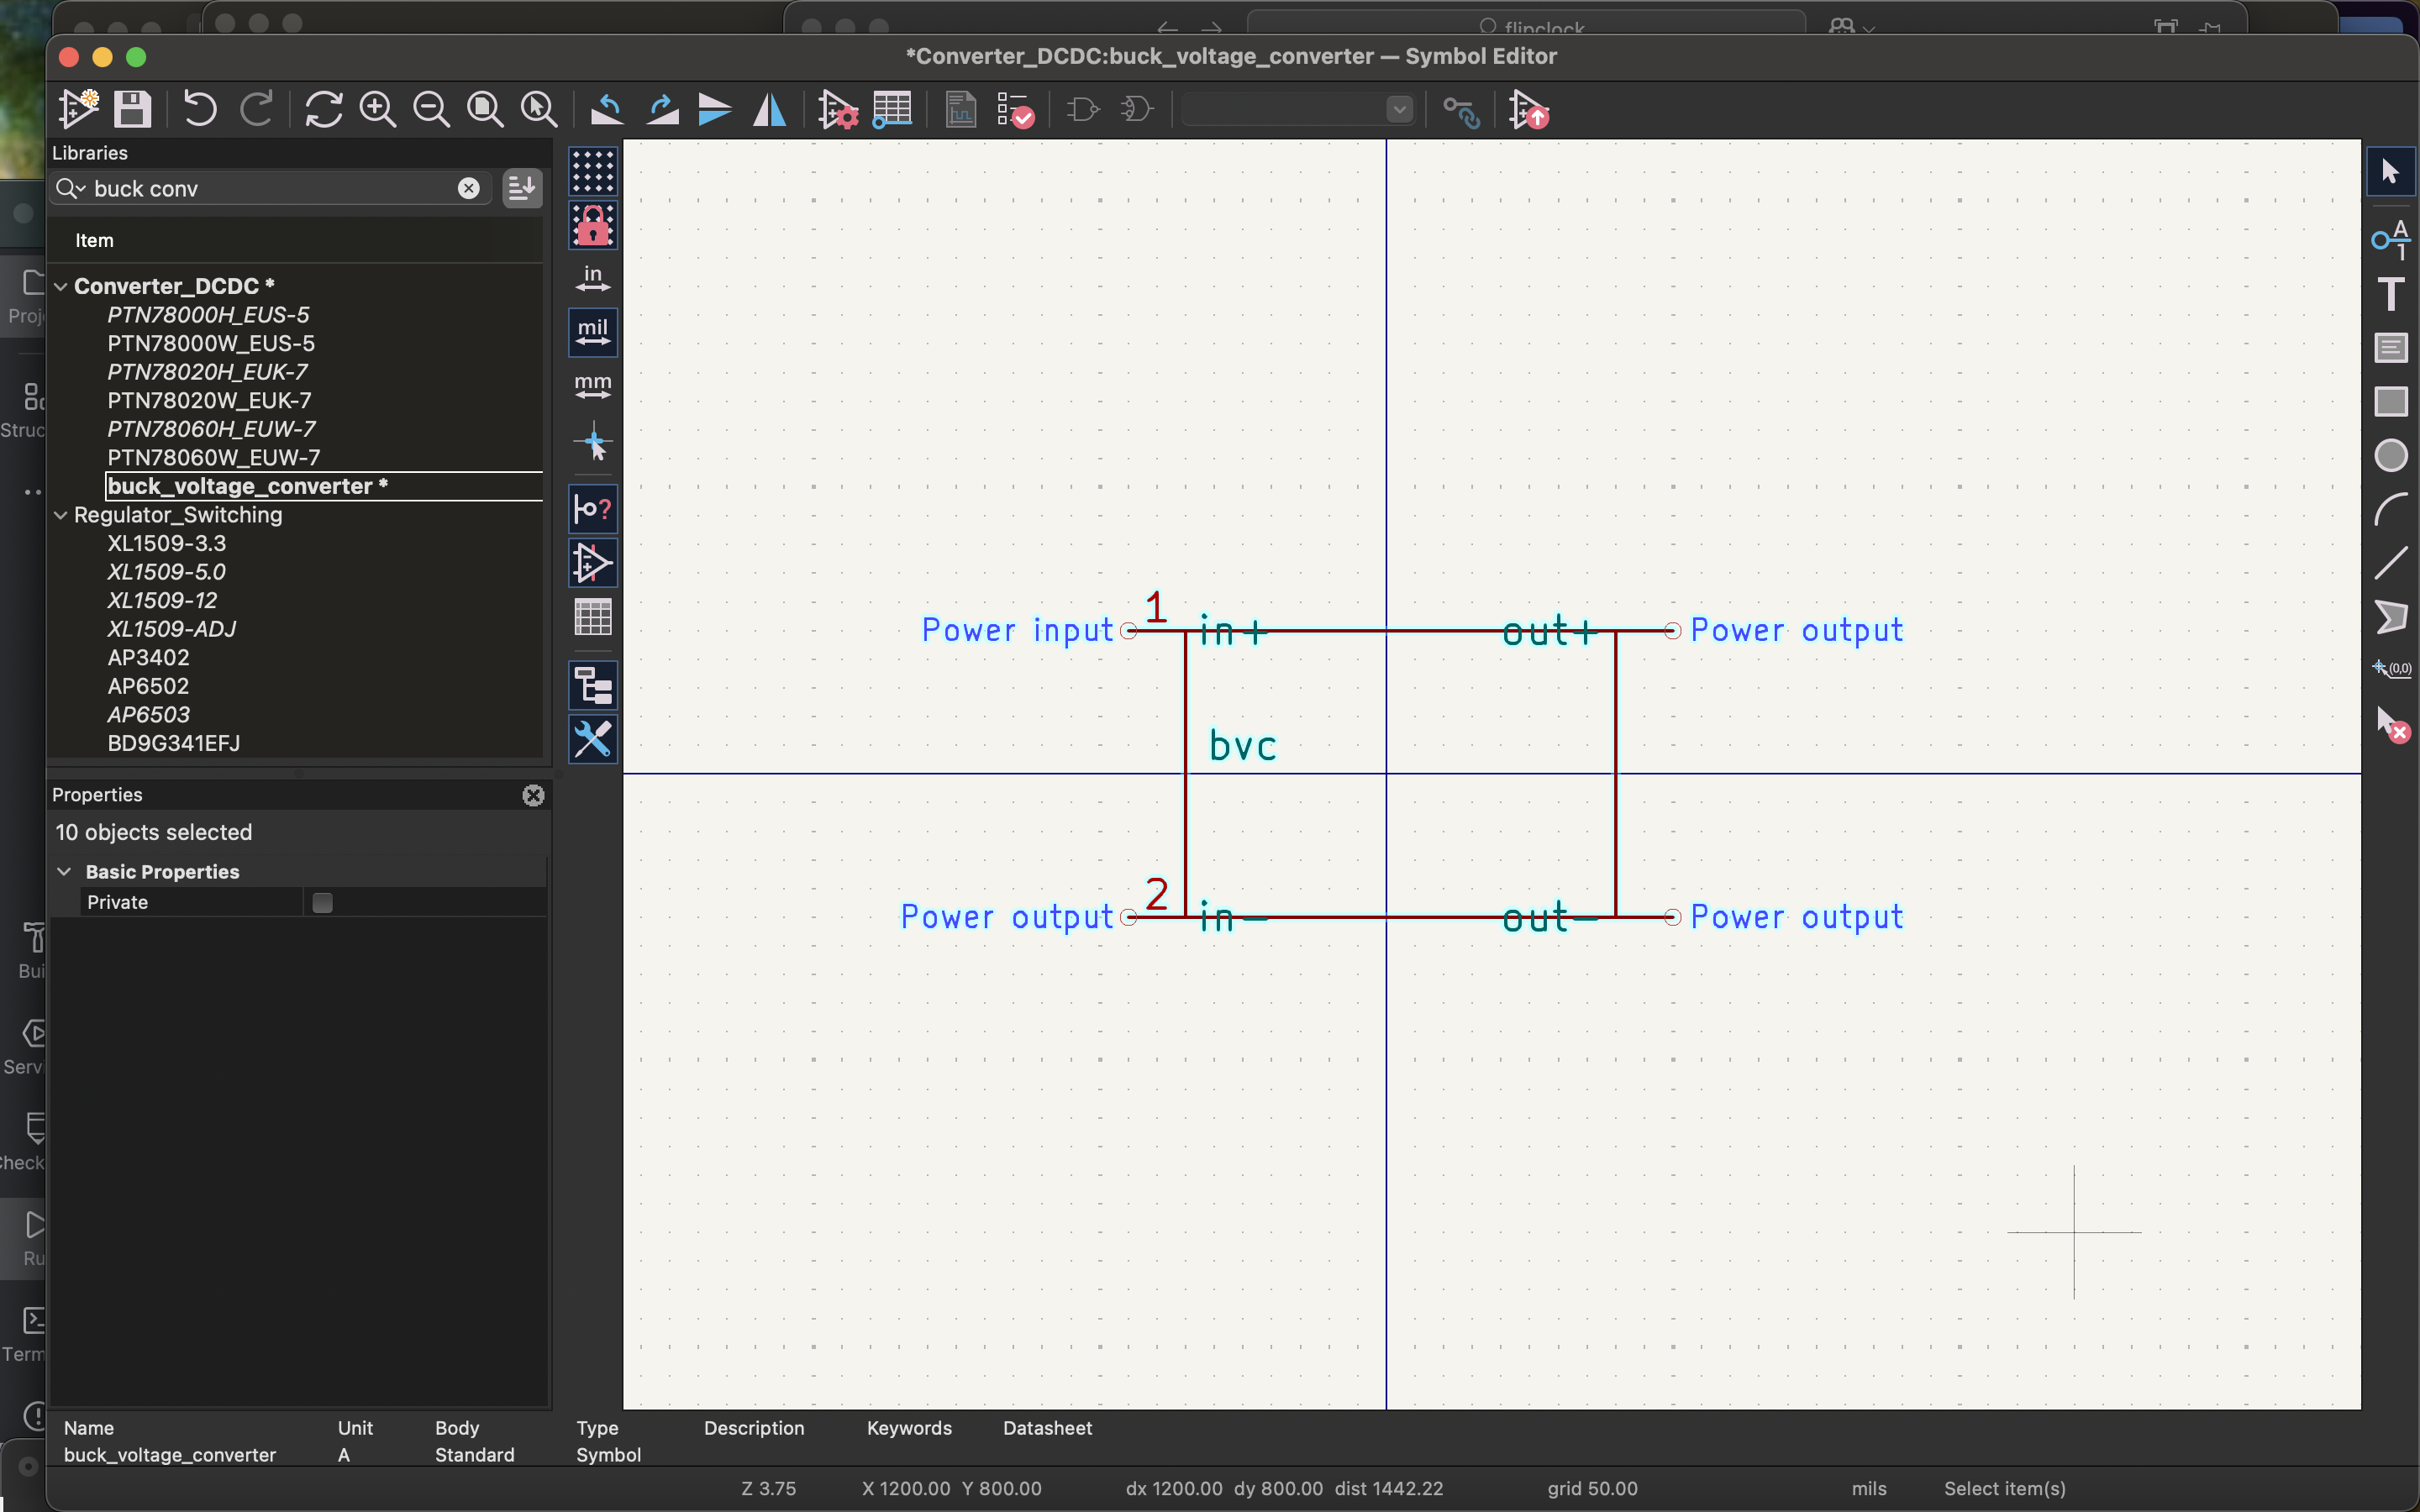 flipclock
*Converter_DCDC:buck_voltage_converter — Symbol Editor
Libraries
buck conv
Item
Converter_DCDC *
PTN78000H_EUS-5
PTN78000W_EUS-5
PTN78020H_EUK-7
PTN78020W_EUK-7
PTN78060H_EUW-7
PTN78060W_EUW-7
buck_voltage_converter *
Regulator_Switching
XL1509-3.3
XL1509-5.0
XL1509-12
XL1509-ADJ
AP3402
AP6502
AP6503
BD9G341EFJ
Properties
10 objects selected
Basic Properties
Private
in
mil
mm
A
1
T
(0,0)
Power input 1 in+ out+ Power output
bvc
Power output 2 in- out- Power output
Name Unit Body Type Description Keywords Datasheet
buck_voltage_converter A Standard Symbol
Z 3.75 X 1200.00 Y 800.00 dx 1200.00 dy 800.00 dist 1442.22 grid 50.00 mils Select item(s)